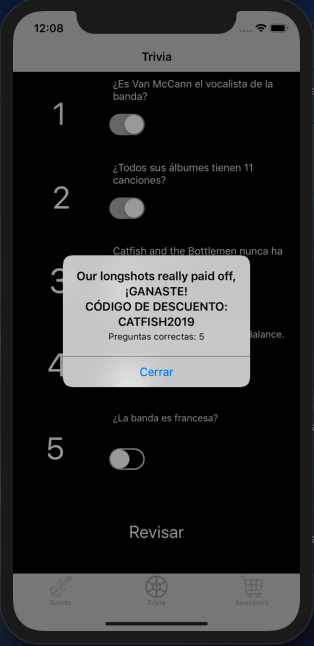 12:08
Trivia
1
¿Es Van McCann el vocalista de la
banda?
2
¿Todos sus álbumes tienen 11
canciones?
Catfish and the Bottlemen nunca ha
3
Our longshots really paid off,
¡GANASTE!
CÓDIGO DE DESCUENTO:
CATFISH2019
Preguntas correctas: 5
Balance.
4
Cerrar
¿La banda es francesa?
5
Revisar
Banda
Trivia
Souvenirs